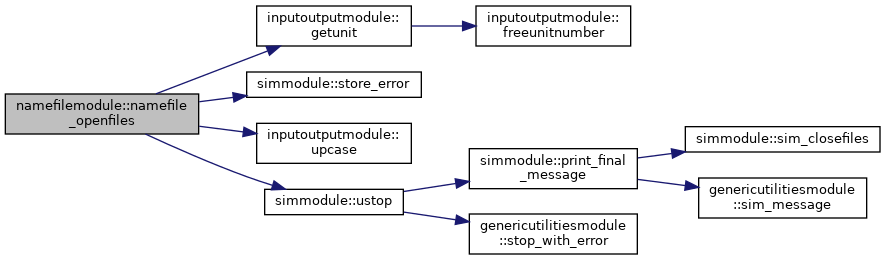 namefilemodule::namefile
_openfiles
inputoutputmodule::
getunit
inputoutputmodule::
freeunitnumber
simmodule::store_error
inputoutputmodule::
upcase
simmodule::ustop
simmodule::print_final
_message
simmodule::sim_closefiles
genericutilitiesmodule
::sim_message
genericutilitiesmodule
::stop_with_error